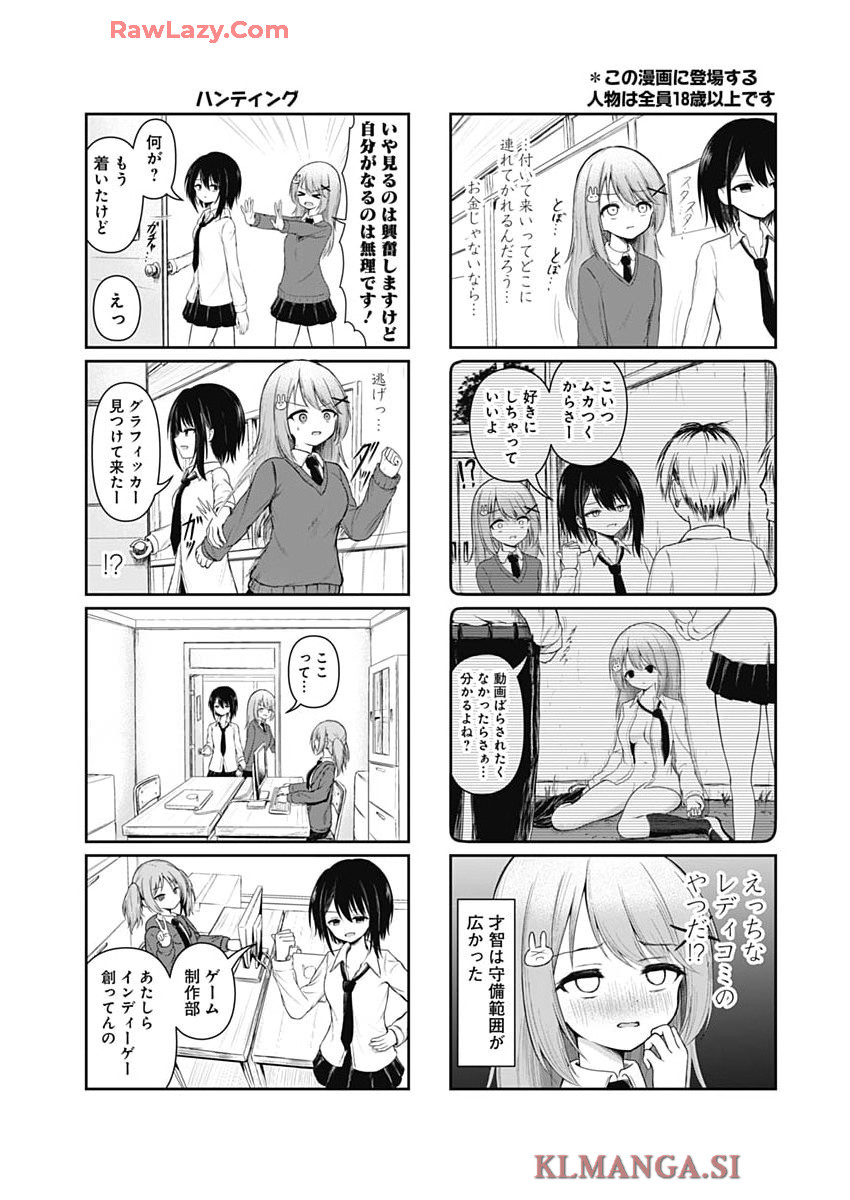 RawLazy.Com
*この漫画に登場する
人物は全員18歳以上です
スタスタ
…付いて来いってどこに
連れてかれるんだろう…
お金じゃないなら…
とぼ…
とぼ…
こいつ
ムカつく
からさー
好きに
しちゃって
いいよ
!?
動画ばらされたく
なかったらさぁ…
分かるよね？
えっちな
レディコミの
やつだ!?
才智は守備範囲が
広かった
ハンティング
いや見るのは興奮しますけど
自分がなるのは無理です！
何が？
もう
着いたけど
ガチャ…
えっ
逃げっ…
ガッ
グラフィッカー
見つけて来たー
!?
ここ
って…
ゲーム
制作部
あたしら
インディーゲー
創ってんの
KLMANGA.SI